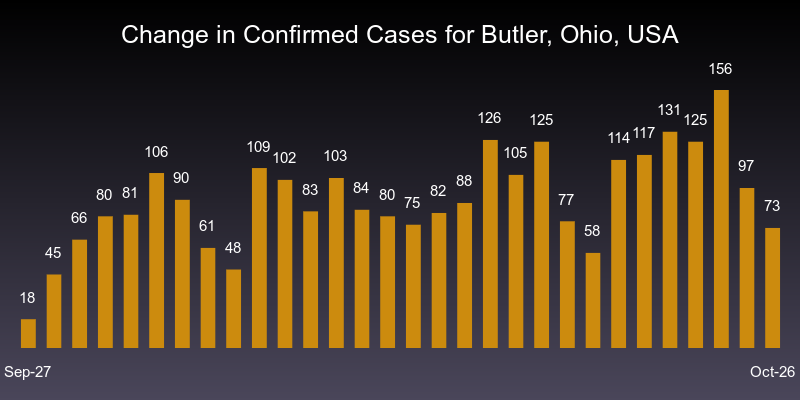 Change in Confirmed Cases for Butler, Ohio, USA
18 45 66 80 81 106 90 61 48 109 102 83 103 84 80 75 82 88 126 105 125 77 58 114 117 131 125 156 97 73
Sep-27 Oct-26